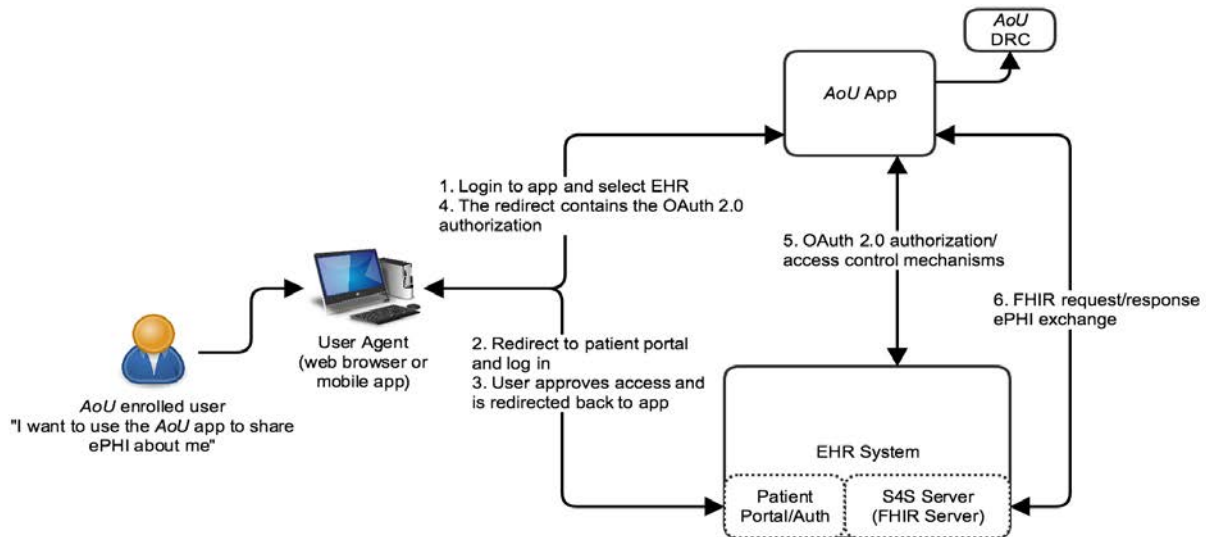 AoU
DRC
AoU App
1. Login to app and select EHR
4. The redirect contains the OAuth 2.0
authorization
5. OAuth 2.0 authorization/
access control mechanisms
6. FHIR request/response
ePHI exchange
User Agent
(web browser or
mobile app)
2. Redirect to patient portal
and log in
3. User approves access and
is redirected back to app
AoU enrolled user
"I want to use the AoU app to share
ePHI about me"
EHR System
Patient
Portal/Auth
S4S Server
(FHIR Server)